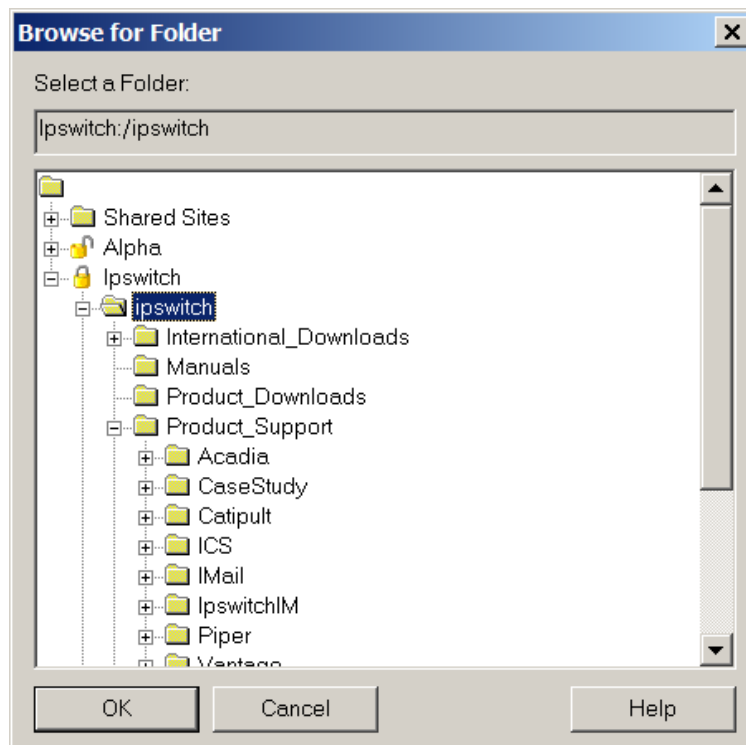 Browse for Folder
Select a Folder:
Ipswitch:/ipswitch
Shared Sites
Alpha
Ipswitch
ipswitch
International_Downloads
Manuals
Product_Downloads
Product_Support
Acadia
CaseStudy
Catipult
ICS
IMail
IpswitchIM
Piper
Vantage
OK Cancel Help